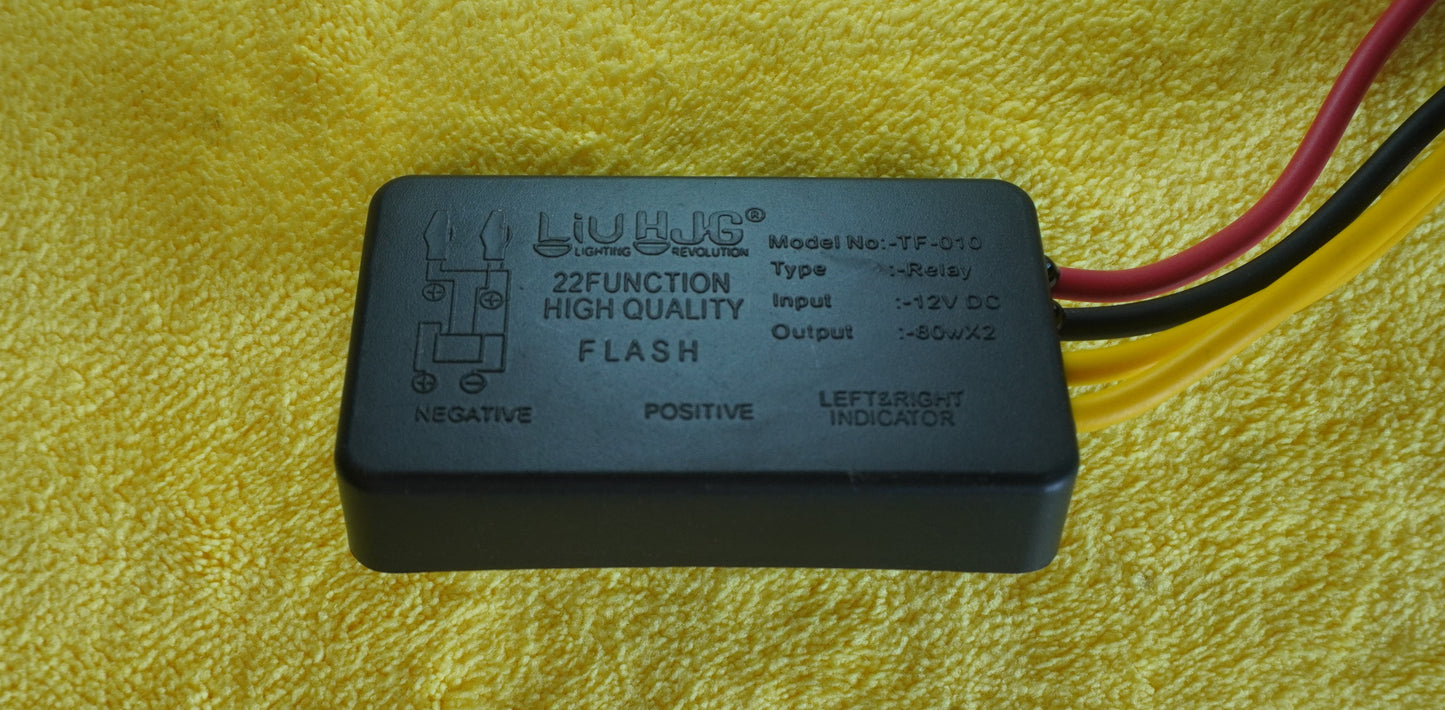 LiU HJG®
LIGHTING REVOLUTION
22FUNCTION
HIGH QUALITY
FLASH
Model No:-TF-010
Type :-Relay
Input :-12V DC
Output :-80wX2
NEGATIVE
POSITIVE
LEFT&RIGHT
INDICATOR